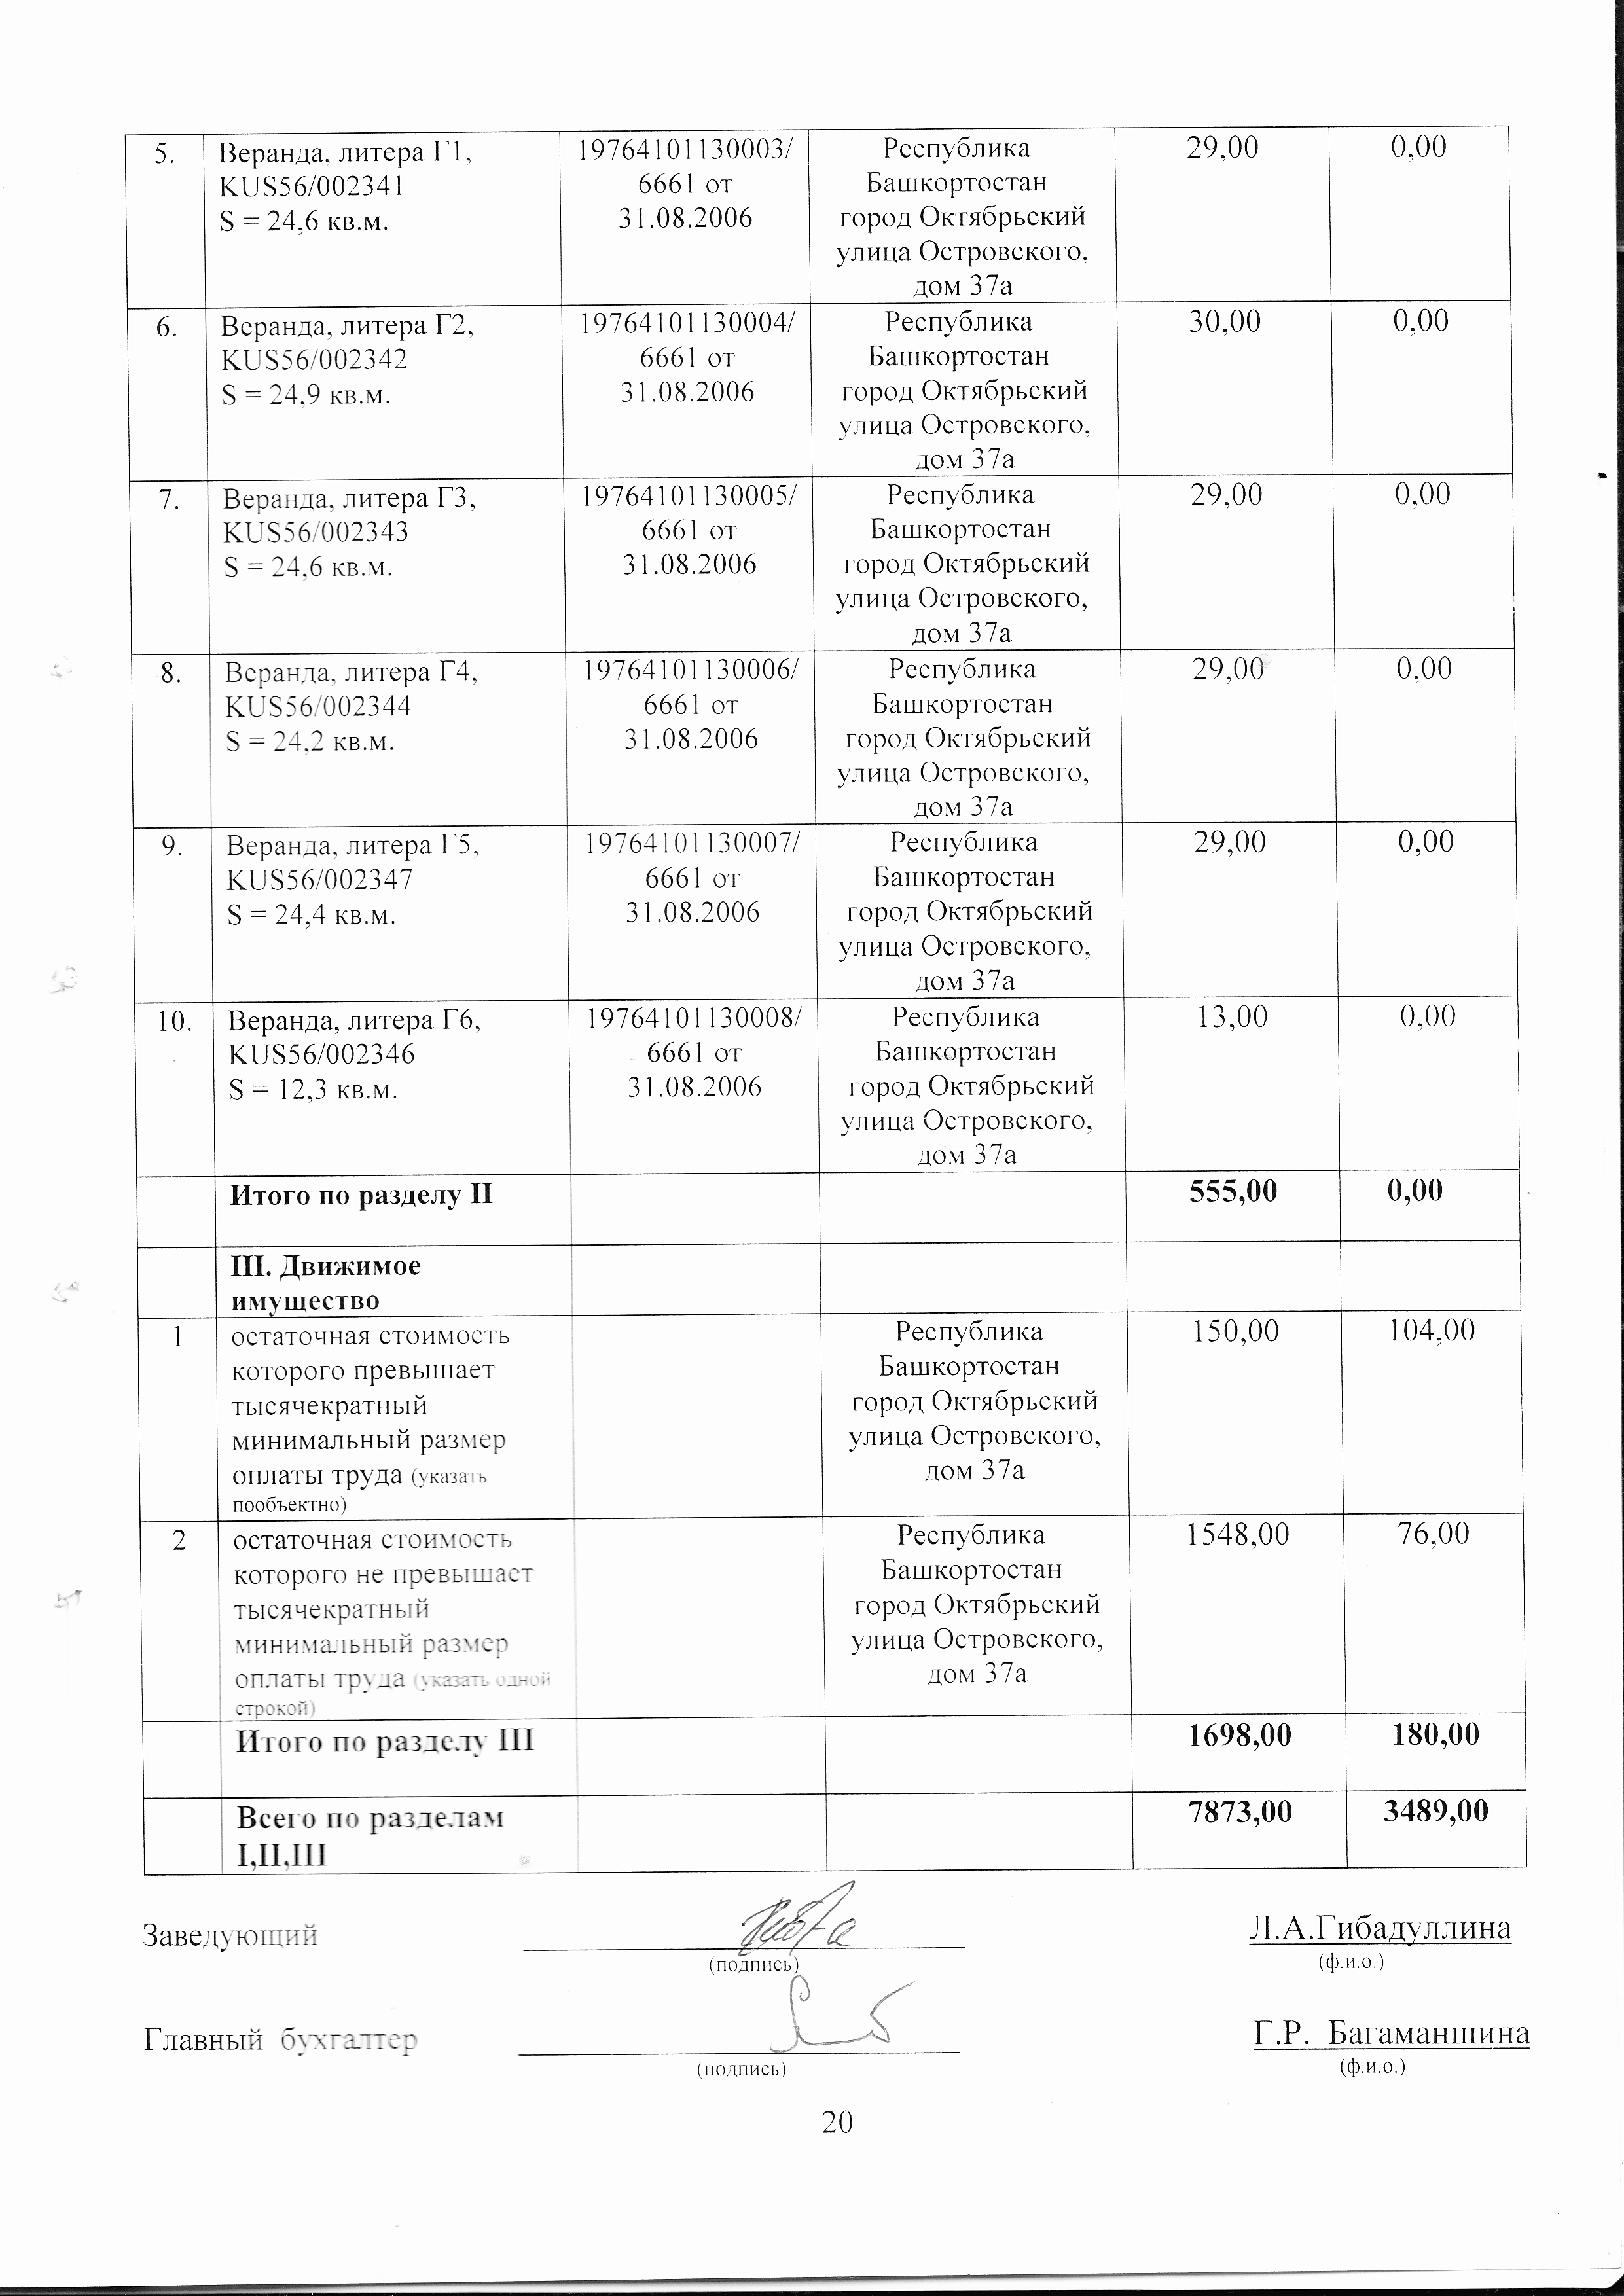 5.
Веранда, литера Г1,
KUS56/002341
S = 24,6 кв.м.
19764101130003/
6661 от
31.08.2006
Республика
Башкортостан
город Октябрьский
улица Островского,
дом 37а
29,00
0,00
6.
Веранда, литера Г2,
KUS56/002342
S = 24,9 кв.м.
19764101130004/
6661 от
31.08.2006
Республика
Башкортостан
город Октябрьский
улица Островского,
дом 37а
30,00
0,00
7.
Веранда, литера Г3,
KUS56/002343
S = 24,6 кв.м.
19764101130005/
6661 от
31.08.2006
Республика
Башкортостан
город Октябрьский
улица Островского,
дом 37а
29,00
0,00
8.
Веранда, литера Г4,
KUS56/002344
S = 24,2 кв.м.
19764101130006/
6661 от
31.08.2006
Республика
Башкортостан
город Октябрьский
улица Островского,
дом 37а
29,00
0,00
9.
Веранда, литера Г5,
KUS56/002347
S = 24,4 кв.м.
19764101130007/
6661 от
31.08.2006
Республика
Башкортостан
город Октябрьский
улица Островского,
дом 37а
29,00
0,00
10.
Веранда, литера Г6,
KUS56/002346
S = 12,3 кв.м.
19764101130008/
6661 от
31.08.2006
Республика
Башкортостан
город Октябрьский
улица Островского,
дом 37а
13,00
0,00
Итого по разделу II
555,00
0,00
III. Движимое
имущество
1
остаточная стоимость
которого превышает
тысячекратный
минимальный размер
оплаты труда (указать
пообъектно)
Республика
Башкортостан
город Октябрьский
улица Островского,
дом 37а
150,00
104,00
2
остаточная стоимость
которого не превышает
тысячекратный
минимальный размер
оплаты труда (указать одной
строкой)
Республика
Башкортостан
город Октябрьский
улица Островского,
дом 37а
1548,00
76,00
Итого по разделу III
1698,00
180,00
Всего по разделам
I,II,III
7873,00
3489,00
Заведующий
(подпись)
Л.А.Гибадуллина
(ф.и.о.)
Главный бухгалтер
(подпись)
Г.Р. Багаманшина
(ф.и.о.)
20